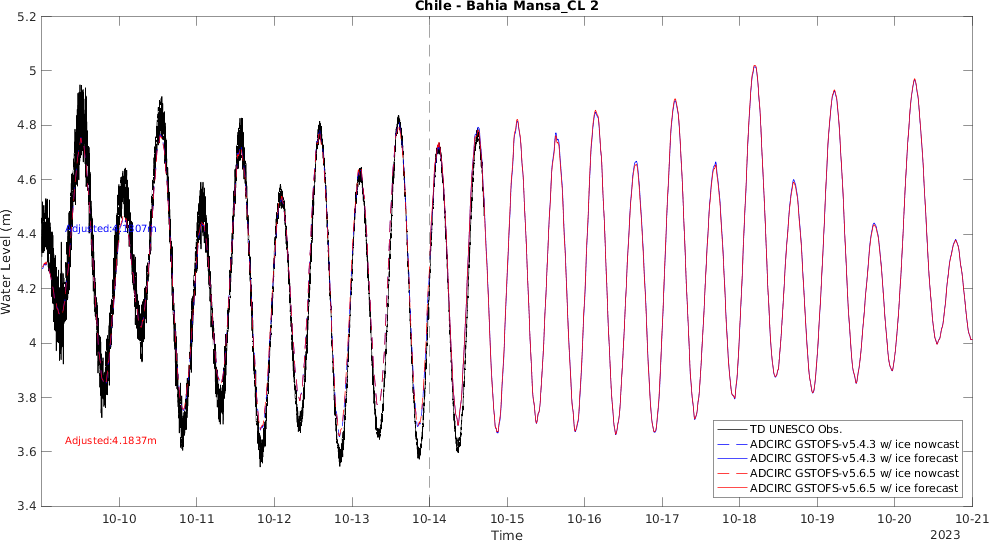 Chile - Bahia Mansa_CL 2
Water Level (m)
5.2
5
4.8
4.6
4.4
4.2
4
3.8
3.6
3.4
Adjusted:4.1807m
Adjusted:4.1837m
TD UNESCO Obs.
ADCIRC GSTOFS-v5.4.3 w/ ice nowcast
ADCIRC GSTOFS-v5.4.3 w/ ice forecast
ADCIRC GSTOFS-v5.6.5 w/ ice nowcast
ADCIRC GSTOFS-v5.6.5 w/ ice forecast
10-10 10-11 10-12 10-13 10-14 10-15 10-16 10-17 10-18 10-19 10-20 10-21
Time
2023